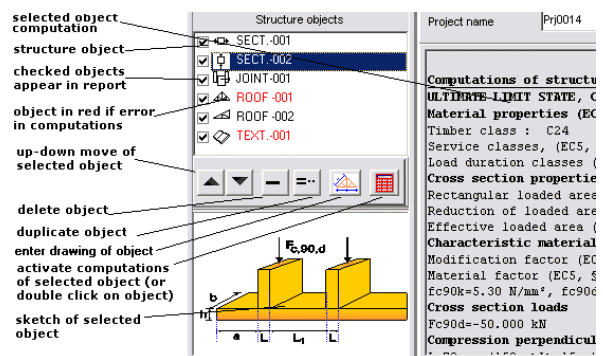 selected object
computation
structure object
checked objects
appear in report
object in red if error
in computations
up-down move of
selected object
delete object
duplicate object
enter drawing of object
activate computations
of selected object (or
double click on object)
sketch of selected
object
Structure objects
SECT.-001
SECT.-002
JOINT-001
ROOF-001
ROOF-002
TEXT.-001
Fc,90,d
b
h
a
L
L₁
L
Project name Prj0014
Computations of structu
ULTIMATE LIMIT STATE, C
Material properties (EC
Timber class : C24
Service classes, (EC5,
Load duration classes (
Cross section propertie
Rectangular loaded area
Reduction of loaded are
Effective loaded area (
Characteristic material
Modification factor (EC
Material factor (EC5, §
fc90k=5.30 N/mm², fc90d
Cross section loads
Fc90d=-50.000 kN
Compression perpendicul